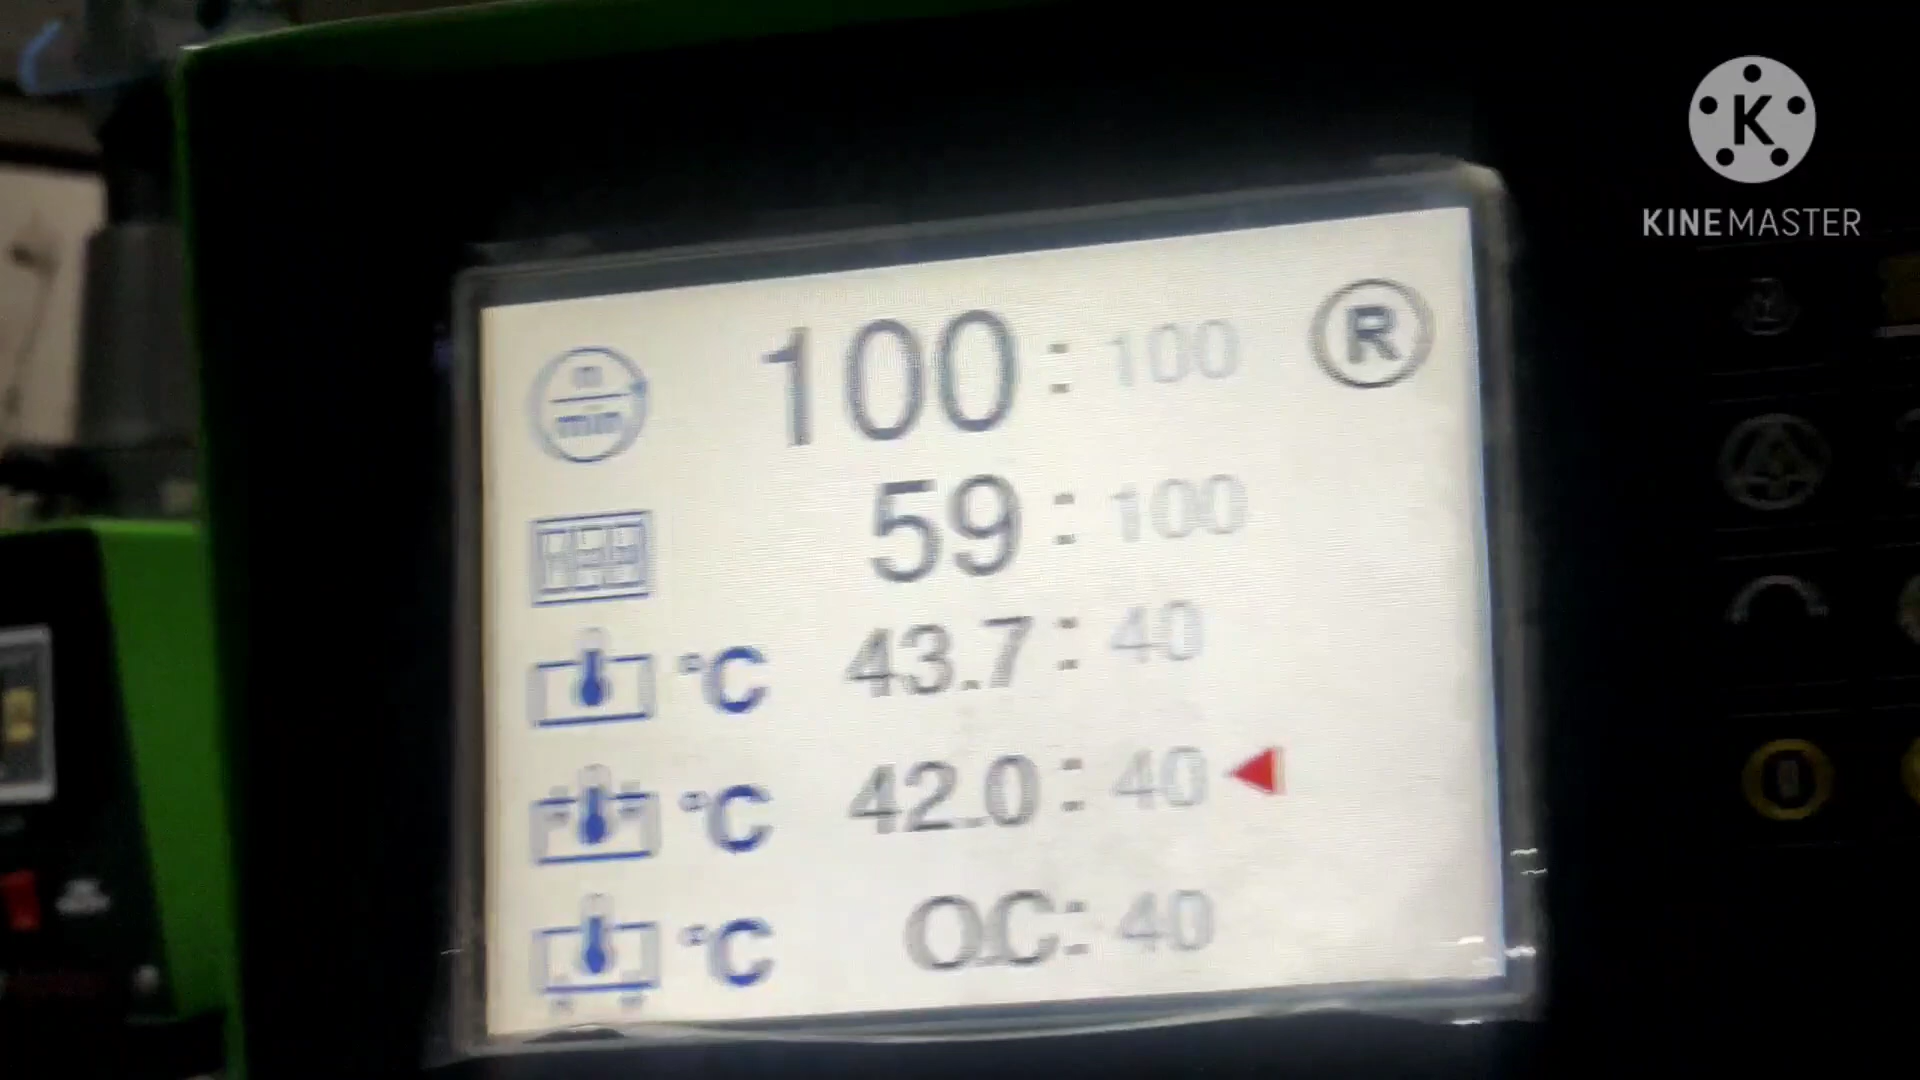 m
min
100 : 100
R
59 : 100
°C 43.7 : 40
°C 42.0 : 40
°C O.C: 40
K
KINEMASTER